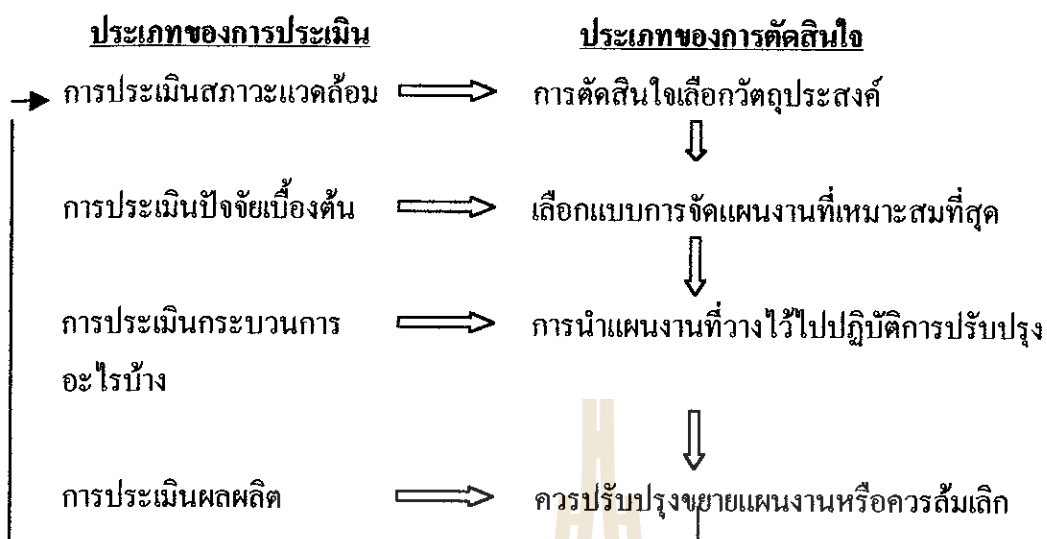 ประเภทของการประเมิน ประเภทของการตัดสินใจ
การประเมินสภาวะแวดล้อม การตัดสินใจเลือกวัตถุประสงค์
การประเมินปัจจัยเบื้องต้น เลือกแบบการจัดแผนงานที่เหมาะสมที่สุด
การประเมินกระบวนการ การนำแผนงานที่วางไว้ไปปฏิบัติการปรับปรุง
อะไรบ้าง
การประเมินผลผลิต ควรปรับปรุงขยายแผนงานหรือควรล้มเลิก